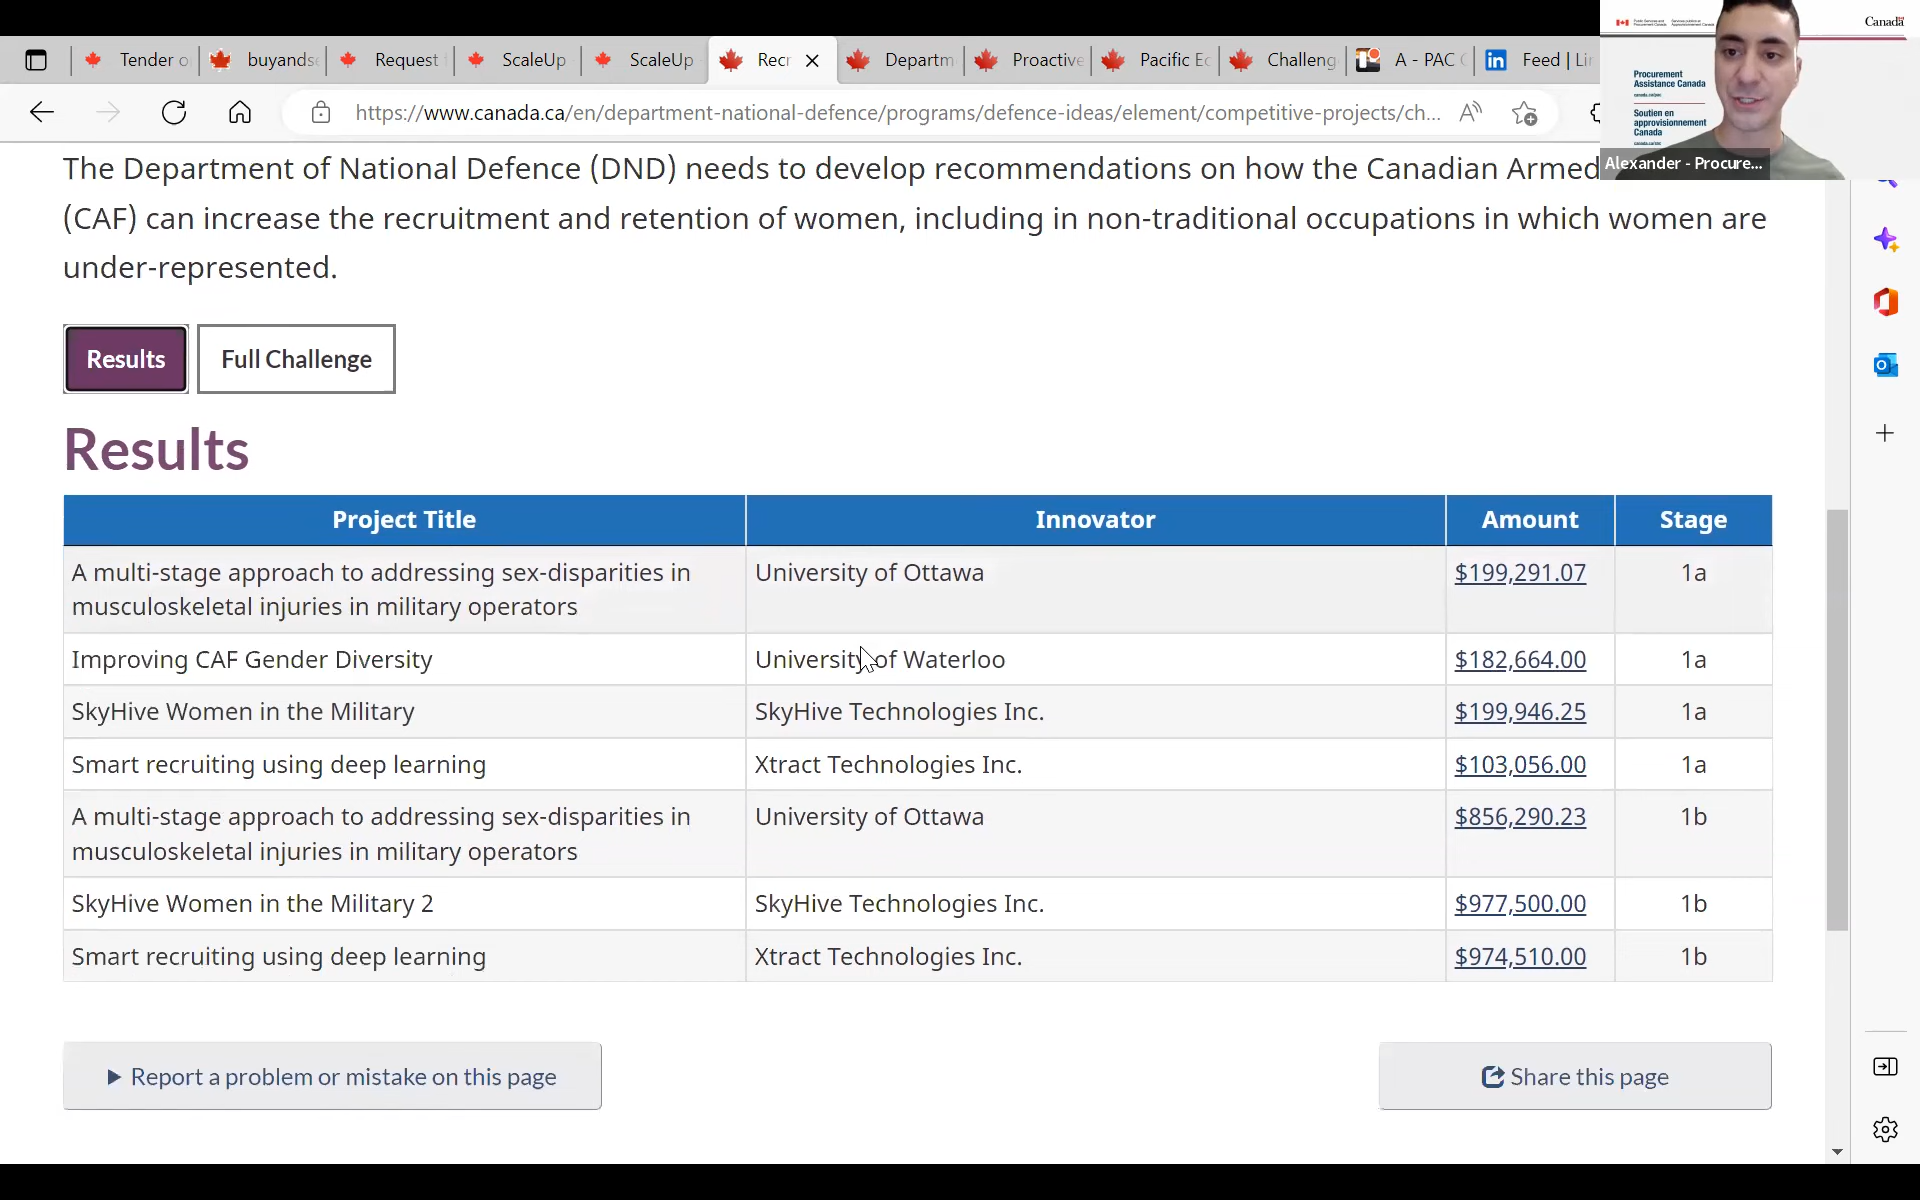 Tender o
buyands
Request
ScaleUp
ScaleUp
Recr
Departm
Proactive
Pacific Ec
Challeng
A - PAC
Feed | Li
https://www.canada.ca/en/department-national-defence/programs/defence-ideas/element/competitive-projects/ch...
Canada
Procurement
Assistance Canada
Soutien en
approvisionnement
Canada
Alexander - Procure...
The Department of National Defence (DND) needs to develop recommendations on how the Canadian Armed
(CAF) can increase the recruitment and retention of women, including in non-traditional occupations in which women are
under-represented.
Results
Full Challenge
Results
Project Title Innovator Amount Stage
A multi-stage approach to addressing sex-disparities in University of Ottawa $199,291.07 1a
musculoskeletal injuries in military operators
Improving CAF Gender Diversity University of Waterloo $182,664.00 1a
SkyHive Women in the Military SkyHive Technologies Inc. $199,946.25 1a
Smart recruiting using deep learning Xtract Technologies Inc. $103,056.00 1a
A multi-stage approach to addressing sex-disparities in University of Ottawa $856,290.23 1b
musculoskeletal injuries in military operators
SkyHive Women in the Military 2 SkyHive Technologies Inc. $977,500.00 1b
Smart recruiting using deep learning Xtract Technologies Inc. $974,510.00 1b
Report a problem or mistake on this page
Share this page